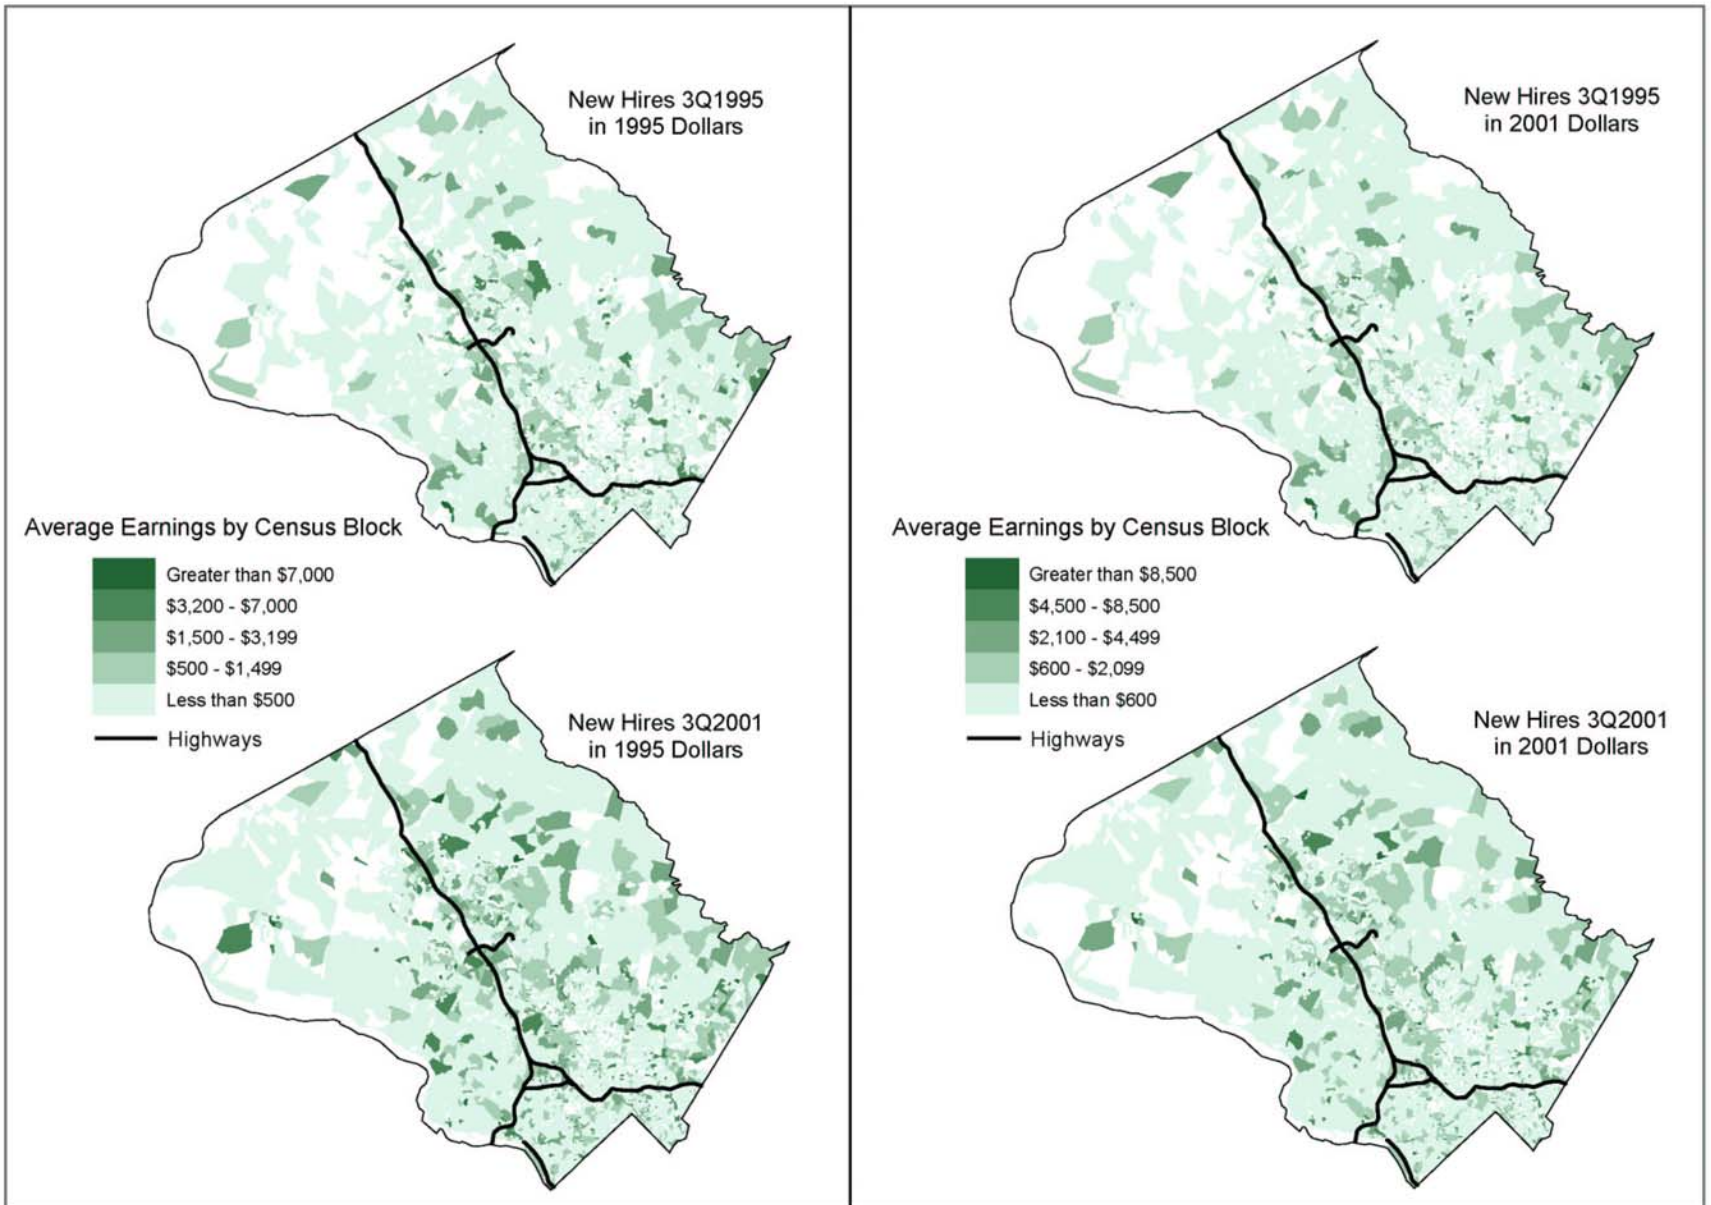 New Hires 3Q1995
in 1995 Dollars
Average Earnings by Census Block
Greater than $7,000
$3,200 - $7,000
$1,500 - $3,199
$500 - $1,499
Less than $500
Highways
New Hires 3Q2001
in 1995 Dollars
New Hires 3Q1995
in 2001 Dollars
Average Earnings by Census Block
Greater than $8,500
$4,500 - $8,500
$2,100 - $4,499
$600 - $2,099
Less than $600
Highways
New Hires 3Q2001
in 2001 Dollars